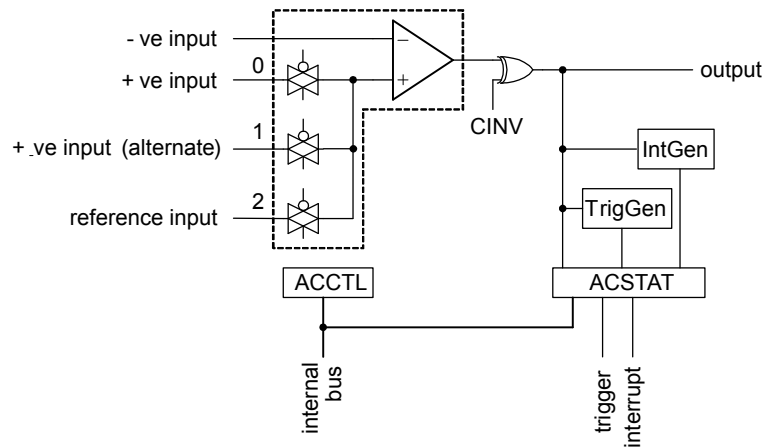 - ve input
+ ve input
0
+ ve input (alternate)
1
reference input
2
−
+
CINV
output
IntGen
TrigGen
ACCTL
ACSTAT
internal
bus
trigger
interrupt